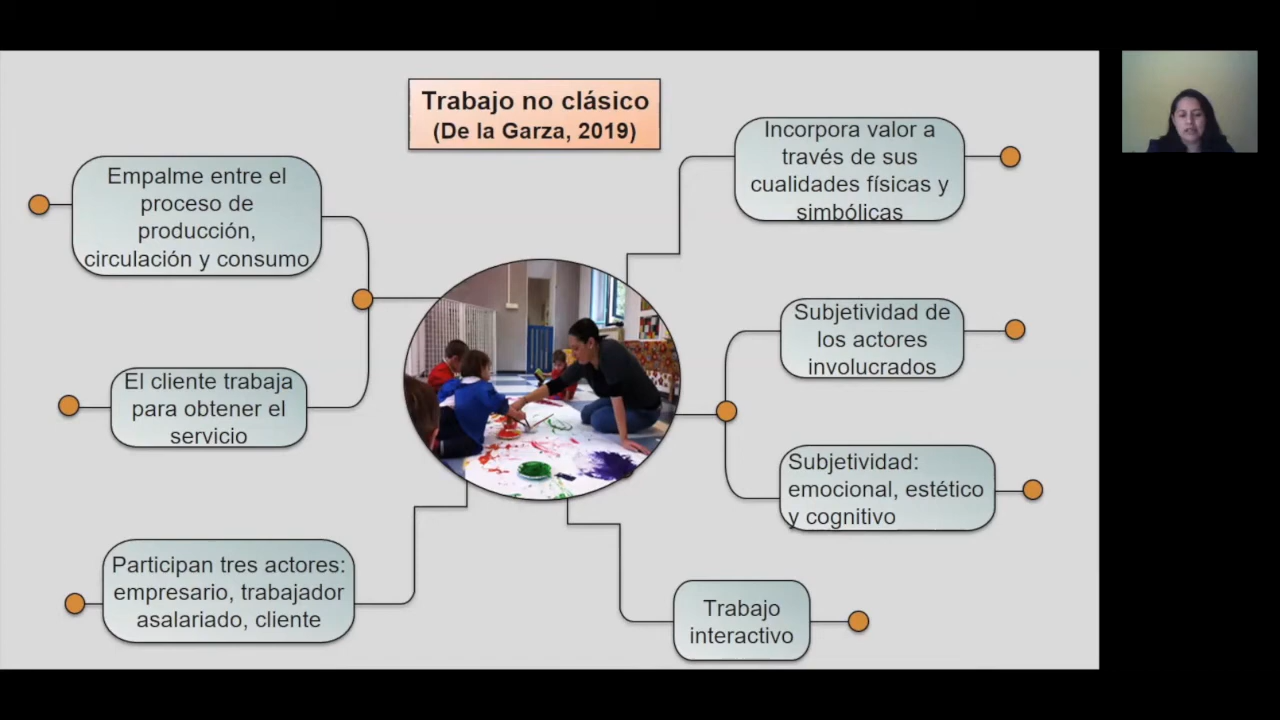 Trabajo no clásico
(De la Garza, 2019)
Empalme entre el
proceso de
producción,
circulación y consumo
El cliente trabaja
para obtener el
servicio
Participan tres actores:
empresario, trabajador
asalariado, cliente
Incorpora valor a
través de sus
cualidades físicas y
simbólicas
Subjetividad de
los actores
involucrados
Subjetividad:
emocional, estético
y cognitivo
Trabajo
interactivo